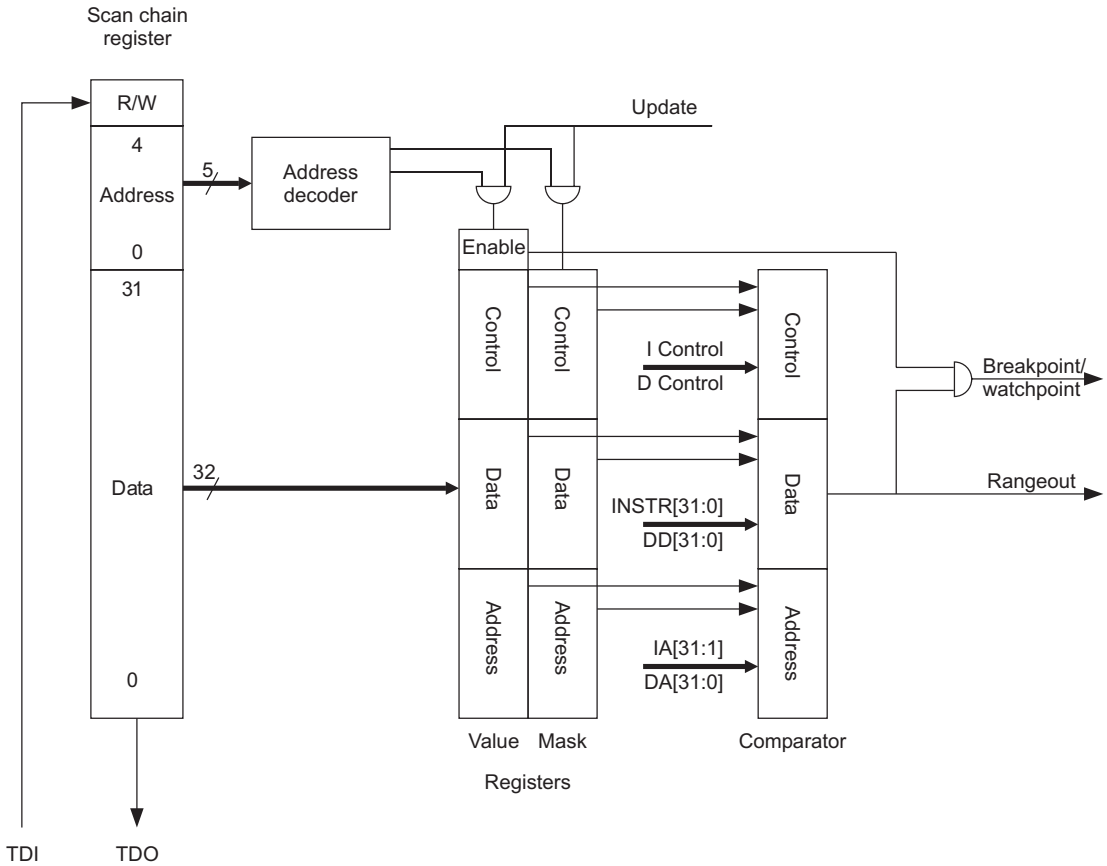 Scan chain
register
R/W
4
Address
0
31
Data
0
TDI
TDO
5
32
Address
decoder
Update
Enable
Control
Control
Data
Data
Address
Address
Value
Mask
Registers
I Control
D Control
INSTR[31:0]
DD[31:0]
IA[31:1]
DA[31:0]
Control
Data
Address
Comparator
Breakpoint/
watchpoint
Rangeout